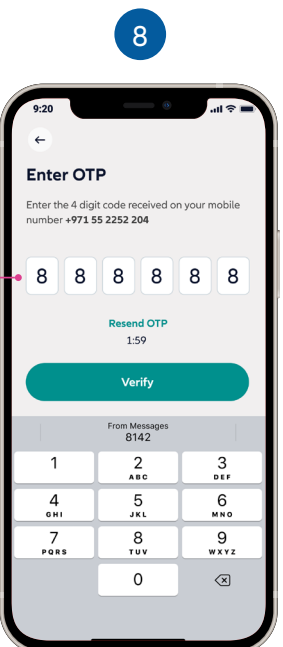 8
9:20
Enter OTP
Enter the 4 digit code received on your mobile
number +971 55 2252 204
8 8 8 8 8 8
Resend OTP
1:59
Verify
From Messages
8142
1 2 3
ABC DEF
4 5 6
GHI JKL MNO
7 8 9
PQRS TUV WXYZ
0